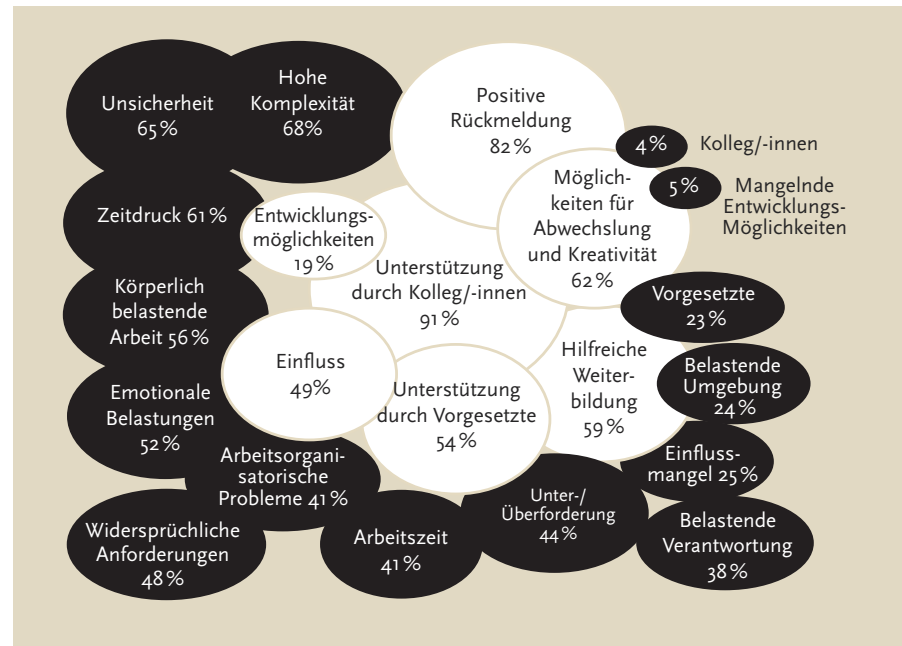 Unsicherheit
65 %
Hohe
Komplexität
68 %
Positive
Rückmeldung
82 %
4 %
Kolleg/-innen
5 %
Mangelnde
Entwicklungs-
Möglichkeiten
Zeitdruck 61 %
Entwicklungs-
möglichkeiten
19 %
Möglich-
keiten für
Abwechslung
und Kreativität
62 %
Unterstützung
durch Kolleg/-innen
91 %
Körperlich
belastende
Arbeit 56 %
Vorgesetzte
23 %
Einfluss
49%
Hilfreiche
Weiter-
bildung
59 %
Belastende
Umgebung
24 %
Emotionale
Belastungen
52 %
Unterstützung
durch Vorgesetzte
54 %
Arbeitsorgani-
satorische
Probleme 41 %
Einfluss-
mangel 25 %
Widersprüchliche
Anforderungen
48 %
Arbeitszeit
41 %
Unter-/
Überforderung
44 %
Belastende
Verantwortung
38 %